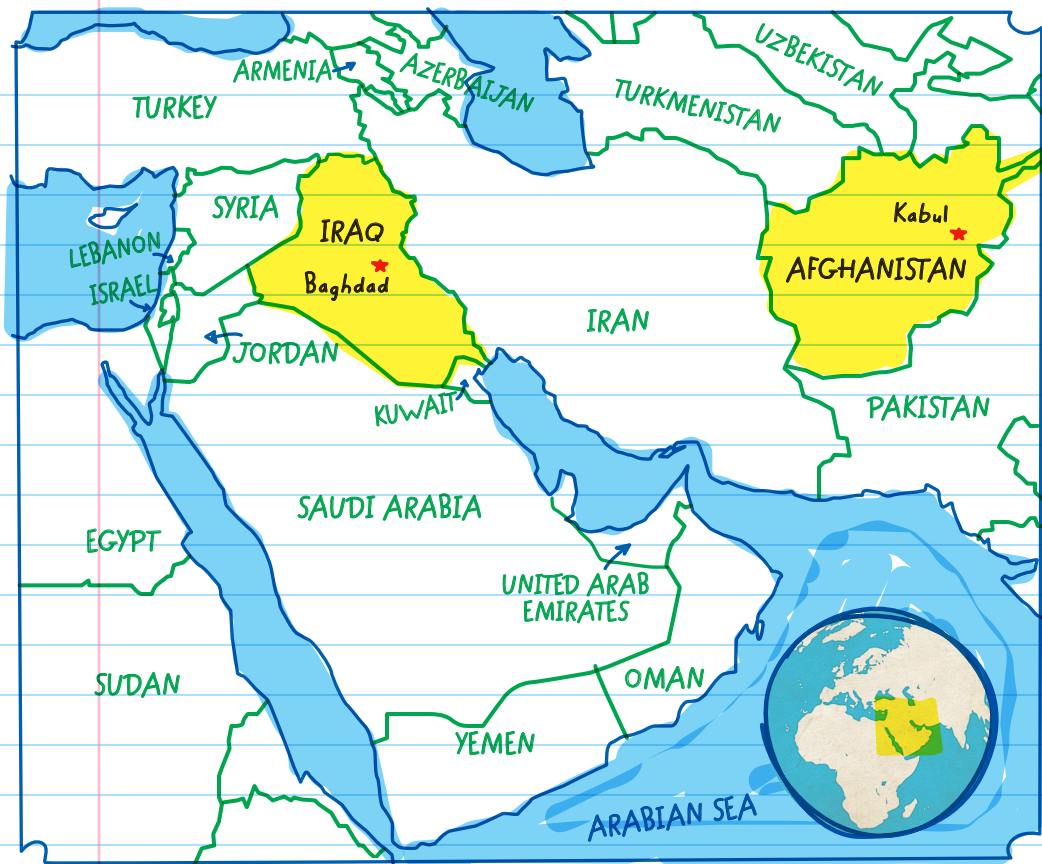 UZBEKISTAN
ARMENIA
AZERBAIJAN
TURKEY
TURKMENISTAN
SYRIA
IRAQ
Kabul
LEBANON
AFGHANISTAN
ISRAEL
Baghdad
IRAN
JORDAN
KUWAIT
PAKISTAN
SAUDI ARABIA
EGYPT
UNITED ARAB
EMIRATES
SUDAN
OMAN
YEMEN
ARABIAN SEA